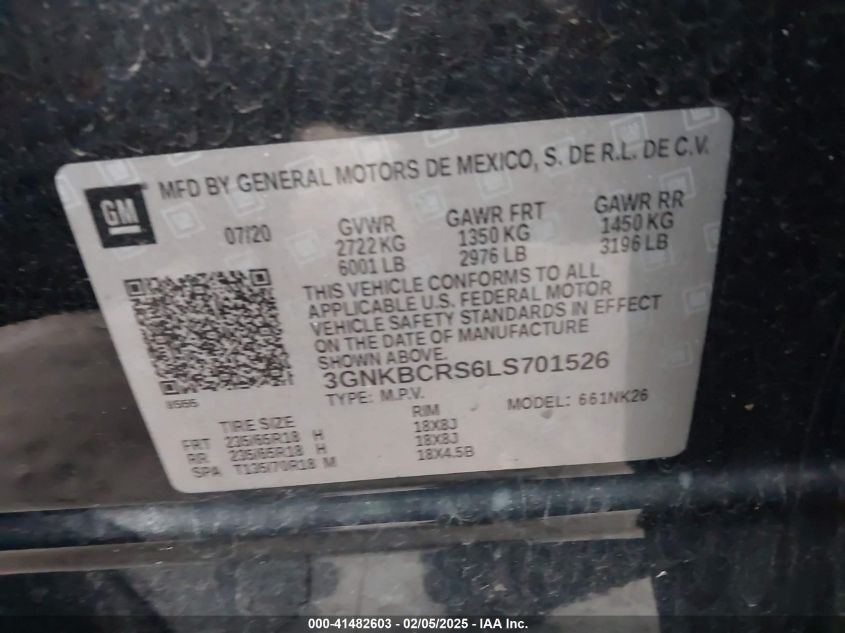 GM
MFD BY GENERAL MOTORS DE MEXICO, S. DE R.L. DE C.V.
07/20 GVWR GAWR FRT GAWR RR
2722 KG 1350 KG 1450 KG
6001 LB 2976 LB 3196 LB
THIS VEHICLE CONFORMS TO ALL
APPLICABLE U.S. FEDERAL MOTOR
VEHICLE SAFETY STANDARDS IN EFFECT
ON THE DATE OF MANUFACTURE
SHOWN ABOVE.
3GNKBCRS6LS701526
TYPE: M.P.V. MODEL: 661NK26
TIRE SIZE RIM
FRT 235/65R18 H 18X8J
RR 235/65R18 H 18X8J
SPA T135/70R18 M 18X4.5B
000-41482603 - 02/05/2025 - IAA Inc.